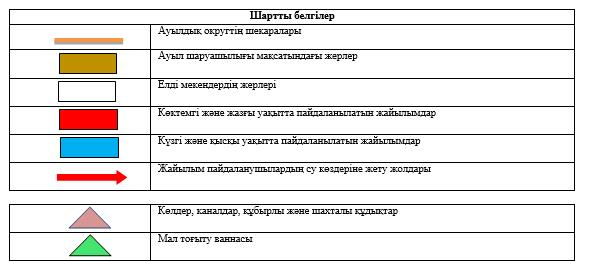 Шартты белгілер
Ауылдық округтің шекаралары
Ауыл шаруашылығы мақсатындағы жерлер
Елді мекендердің жерлері
Көктемгі және жазғы уақытта пайдаланылатын жайылымдар
Күзгі және қысқы уақытта пайдаланылатын жайылымдар
Жайылым пайдаланушылардың су көздеріне жету жолдары
Көлдер, каналдар, құбырлы және шахталы құдықтар
Мал тоғыту ваннасы